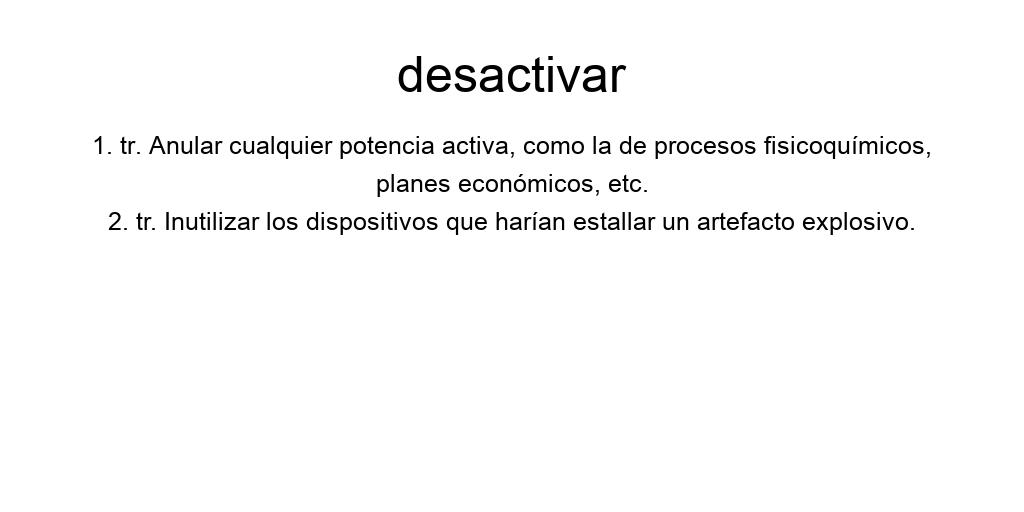 desactivar
1. tr. Anular cualquier potencia activa, como la de procesos fisicoquímicos,
planes económicos, etc.
2. tr. Inutilizar los dispositivos que harían estallar un artefacto explosivo.